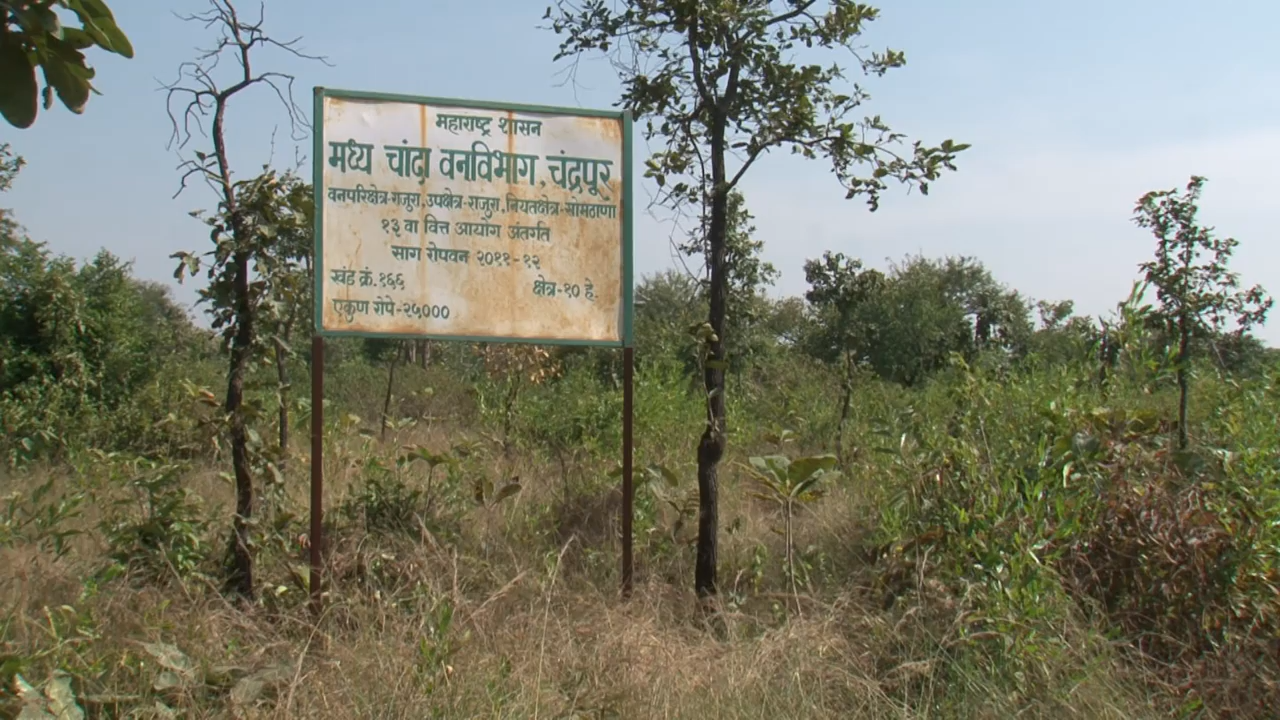 महाराष्ट्र शासन
मध्य चांदा वनविभाग, चंद्रपूर
वनपरिक्षेत्र-राजुरा, उपक्षेत्र-राजुरा, नियतक्षेत्र-सोमठाणा
१३ वा वित्त आयोग अंतर्गत
साग रोपवन २०११-१२
खंड क्रं.१६६ क्षेत्र-१० हे.
एकुण रोपे-२५०००